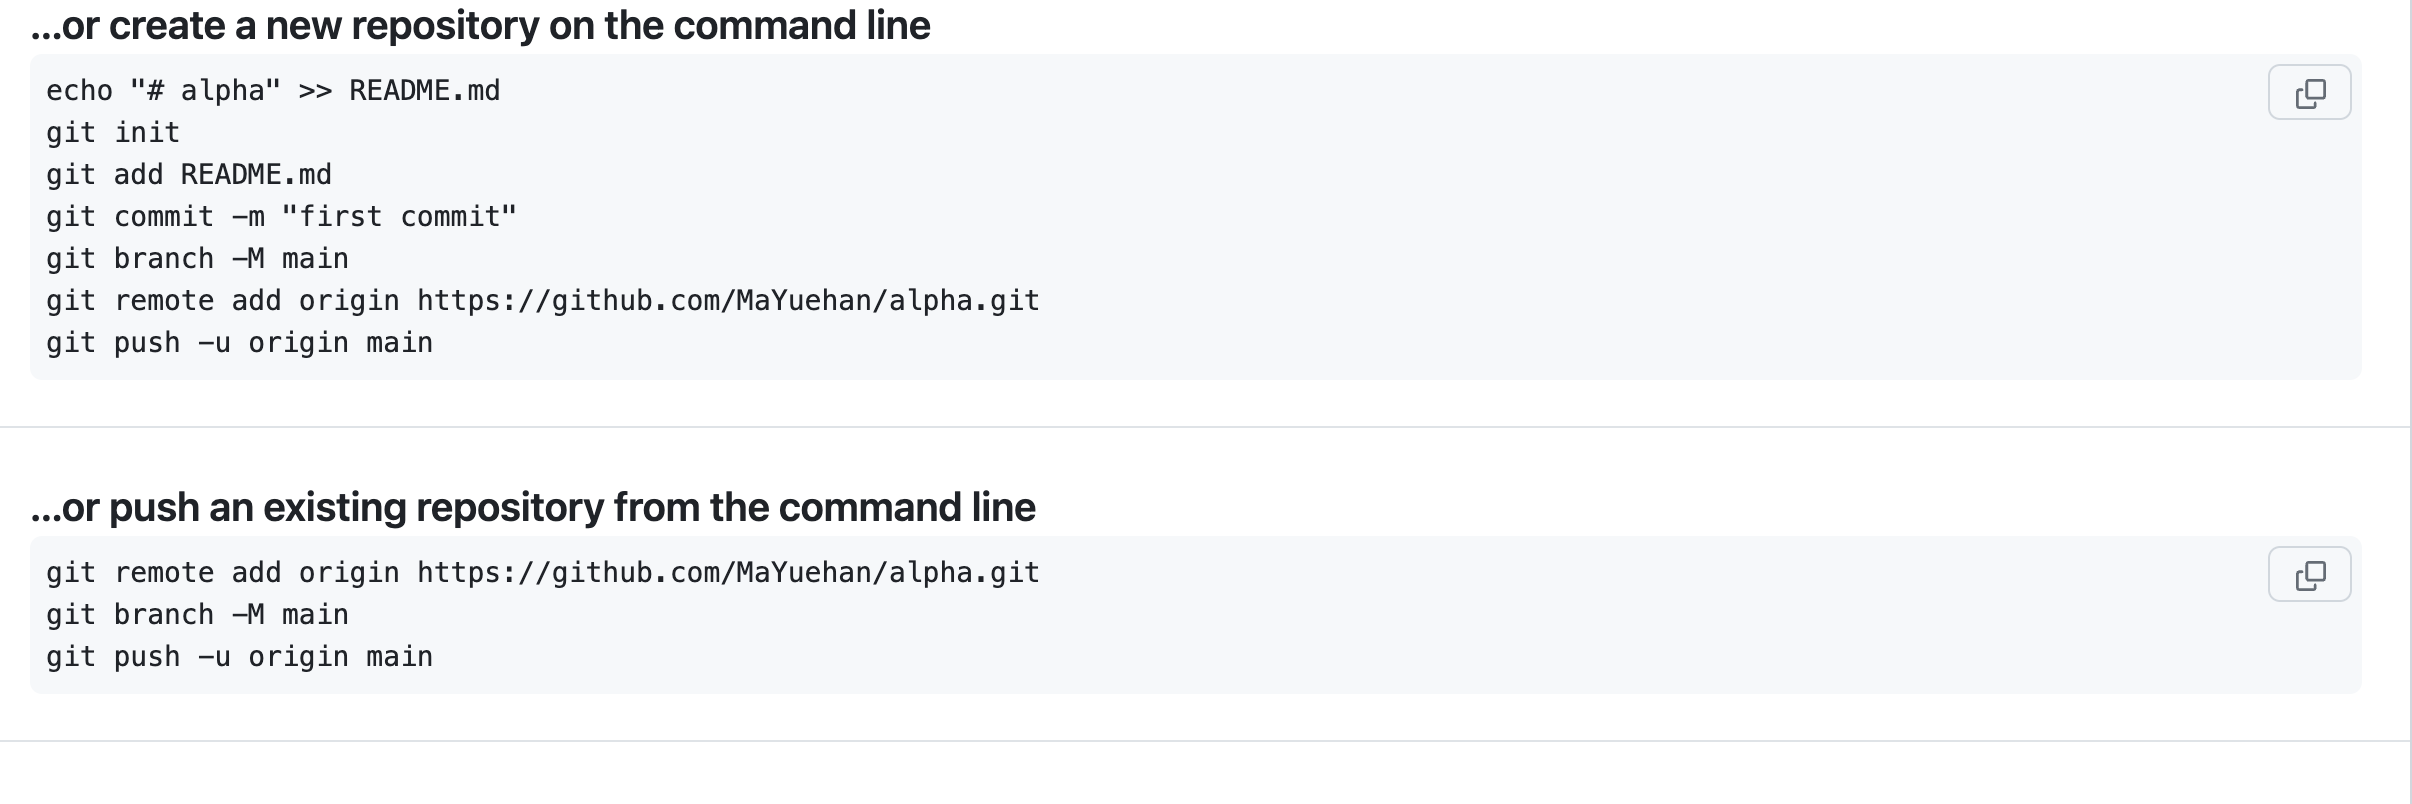 ...or create a new repository on the command line
echo "# alpha" >> README.md
git init
git add README.md
git commit -m "first commit"
git branch -M main
git remote add origin https://github.com/MaYuehan/alpha.git
git push -u origin main
...or push an existing repository from the command line
git remote add origin https://github.com/MaYuehan/alpha.git
git branch -M main
git push -u origin main